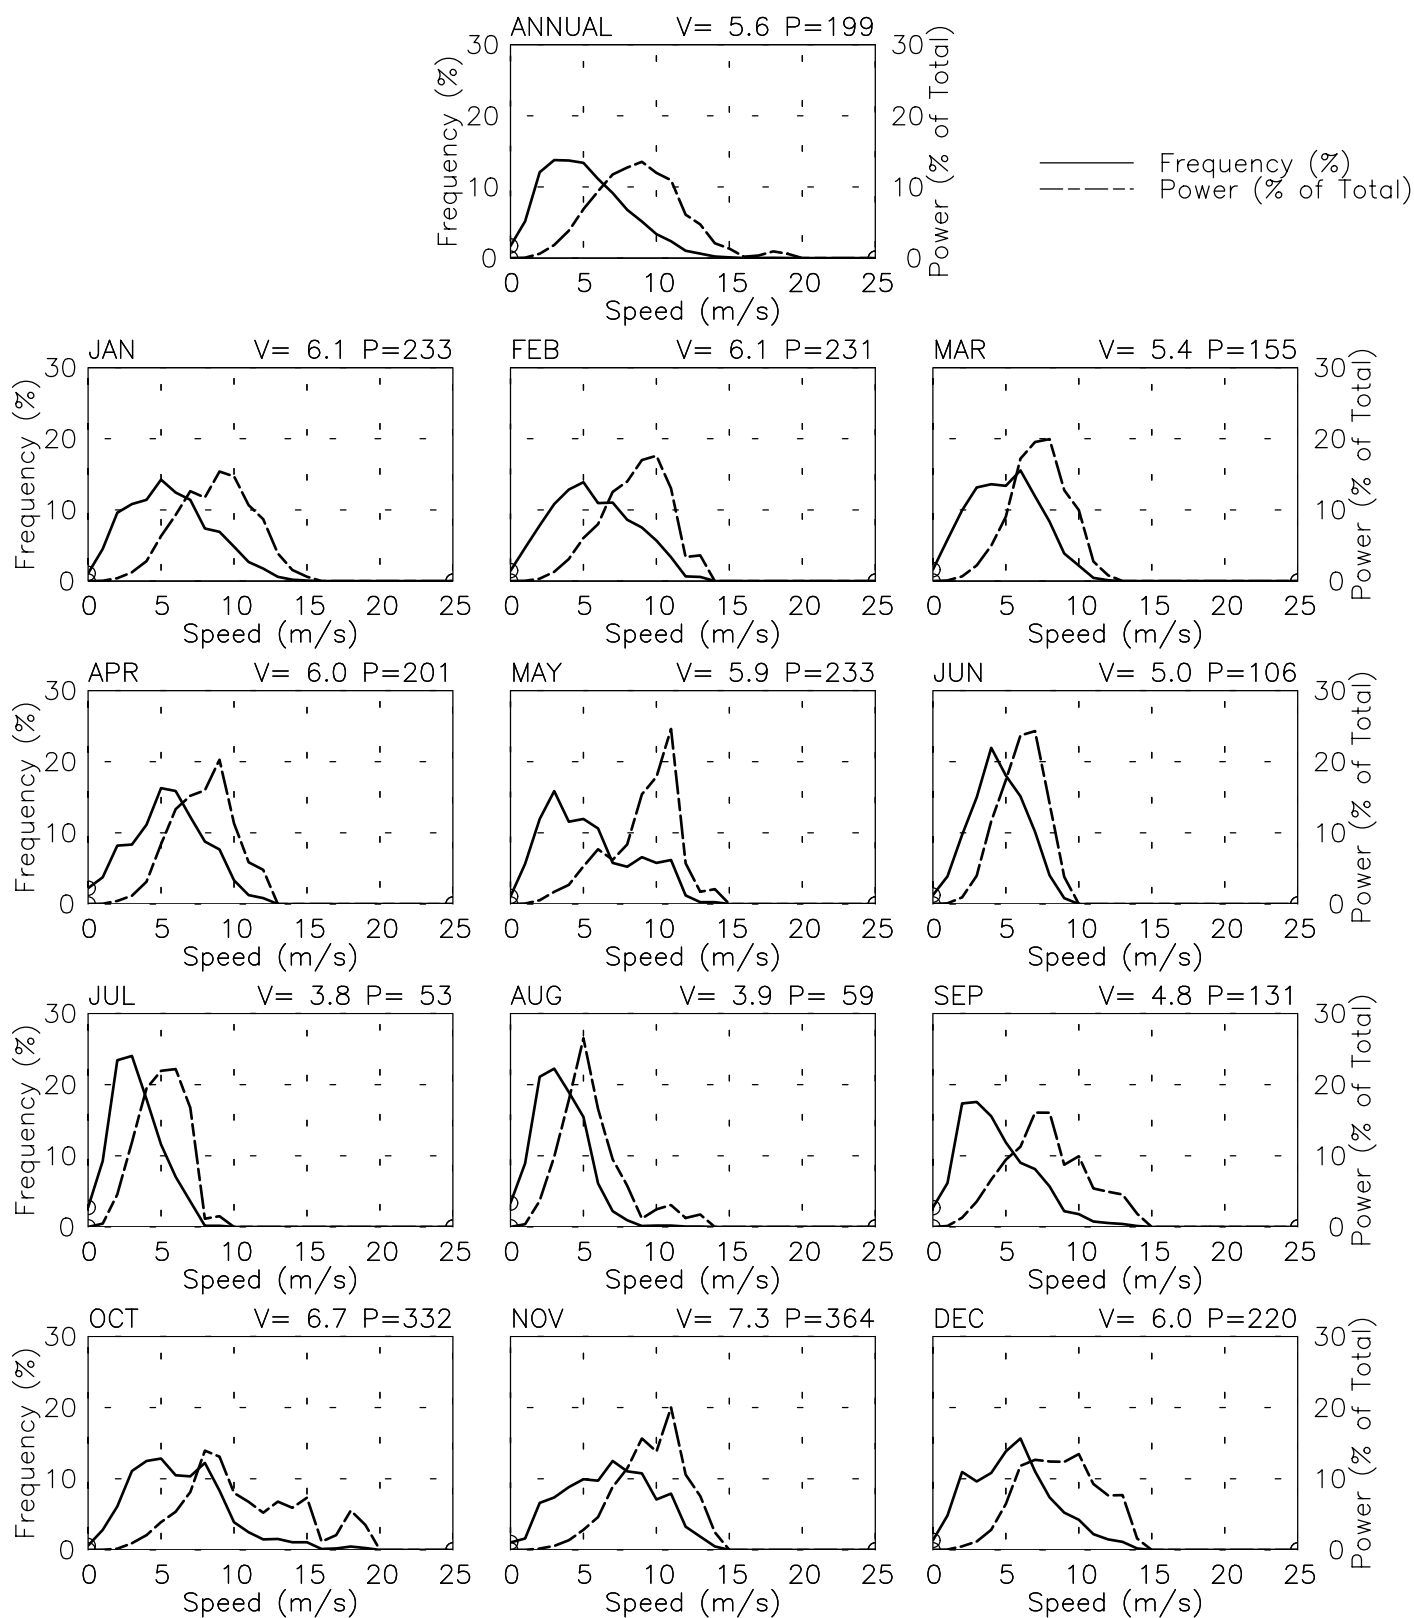 ANNUAL V= 5.6 P=199
30 30
20 20
10 10
0 0
Frequency (%)
Power (% of Total)
0 5 10 15 20 25
Speed (m/s)
Frequency (%)
Power (% of Total)
JAN V= 6.1 P=233
FEB V= 6.1 P=231
MAR V= 5.4 P=155
30 30
20 20
10 10
0 0
Frequency (%)
Power (% of Total)
0 5 10 15 20 25 0 5 10 15 20 25 0 5 10 15 20 25
Speed (m/s) Speed (m/s) Speed (m/s)
APR V= 6.0 P=201
MAY V= 5.9 P=233
JUN V= 5.0 P=106
30 30
20 20
10 10
0 0
Frequency (%)
Power (% of Total)
0 5 10 15 20 25 0 5 10 15 20 25 0 5 10 15 20 25
Speed (m/s) Speed (m/s) Speed (m/s)
JUL V= 3.8 P= 53
AUG V= 3.9 P= 59
SEP V= 4.8 P=131
30 30
20 20
10 10
0 0
Frequency (%)
Power (% of Total)
0 5 10 15 20 25 0 5 10 15 20 25 0 5 10 15 20 25
Speed (m/s) Speed (m/s) Speed (m/s)
OCT V= 6.7 P=332
NOV V= 7.3 P=364
DEC V= 6.0 P=220
30 30
20 20
10 10
0 0
Frequency (%)
Power (% of Total)
0 5 10 15 20 25 0 5 10 15 20 25 0 5 10 15 20 25
Speed (m/s) Speed (m/s) Speed (m/s)